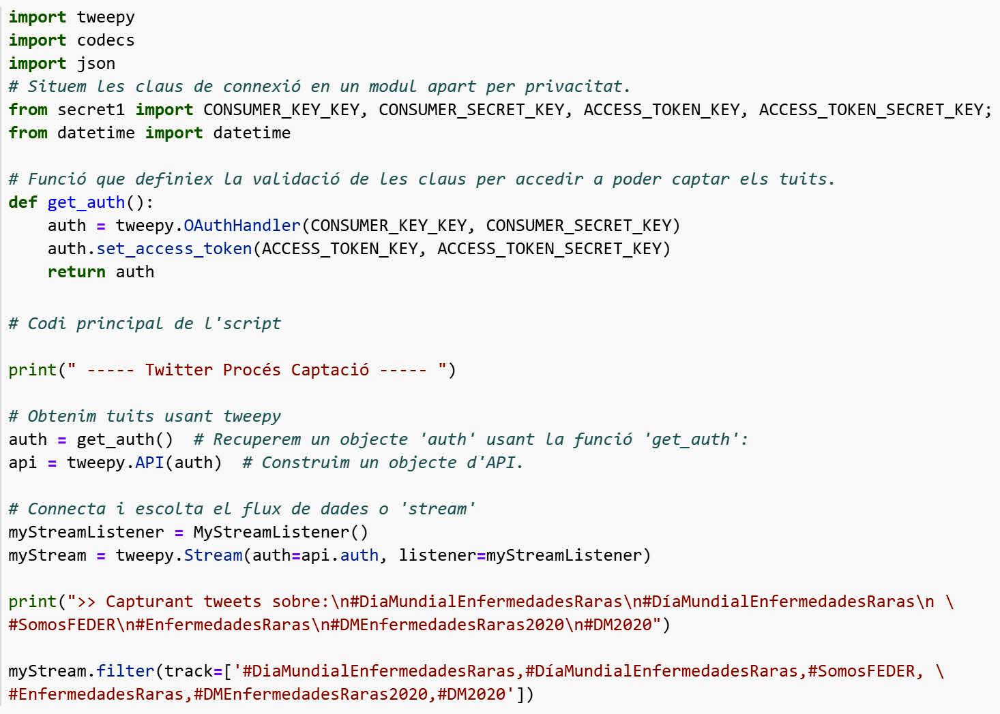 import tweepy
import codecs
import json
# Situem les claus de connexió en un modul apart per privacitat.
from secret1 import CONSUMER_KEY_KEY, CONSUMER_SECRET_KEY, ACCESS_TOKEN_KEY, ACCESS_TOKEN_SECRET_KEY;
from datetime import datetime
# Funció que definiex la validació de les claus per accedir a poder captar els tuits.
def get_auth():
    auth = tweepy.OAuthHandler(CONSUMER_KEY_KEY, CONSUMER_SECRET_KEY)
    auth.set_access_token(ACCESS_TOKEN_KEY, ACCESS_TOKEN_SECRET_KEY)
    return auth
# Codi principal de l'script
print(" ----- Twitter Procés Captació ----- ")
# Obtenim tuits usant tweepy
auth = get_auth()  # Recuperem un objecte 'auth' usant la funció 'get_auth':
api = tweepy.API(auth)  # Construim un objecte d'API.
# Connecta i escolta el flux de dades o 'stream'
myStreamListener = MyStreamListener()
myStream = tweepy.Stream(auth=api.auth, listener=myStreamListener)
print(">> Capturant tweets sobre:\n#DiaMundialEnfermedadesRaras\n#DíaMundialEnfermedadesRaras\n \
#SomosFEDER\n#EnfermedadesRaras\n#DMEnfermedadesRaras2020\n#DM2020")
myStream.filter(track=['#DiaMundialEnfermedadesRaras,#DíaMundialEnfermedadesRaras,#SomosFEDER, \
#EnfermedadesRaras,#DMEnfermedadesRaras2020,#DM2020'])